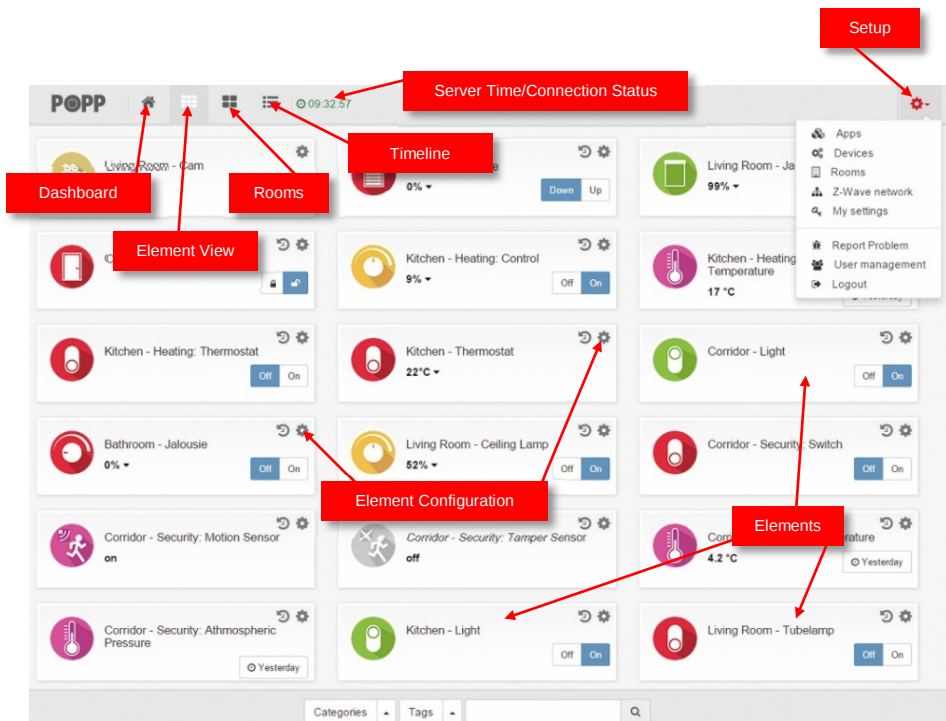 Setup
POPP
09:32:57
Server Time/Connection Status
Apps
Devices
Rooms
Z-Wave network
My settings
Report Problem
User management
Logout
Living Room - Cam
Timeline
0%
Down Up
Living Room - Ja
99%
Dashboard
Rooms
Element View
Off On
Kitchen - Heating: Control
9%
Kitchen - Heating
Temperature
17 °C
Yesterday
Kitchen - Heating: Thermostat
Off On
Kitchen - Thermostat
22°C
Corridor - Light
Off On
Bathroom - Jalousie
0%
Off On
Living Room - Ceiling Lamp
52%
Off On
Corridor - Security: Switch
Off On
Element Configuration
Corridor - Security: Motion Sensor
on
Corridor - Security: Tamper Sensor
off
Elements
4.2 °C
Yesterday
Corridor - Security: Athmospheric
Pressure
Yesterday
Kitchen - Light
Off On
Living Room - Tubelamp
Off On
Categories Tags